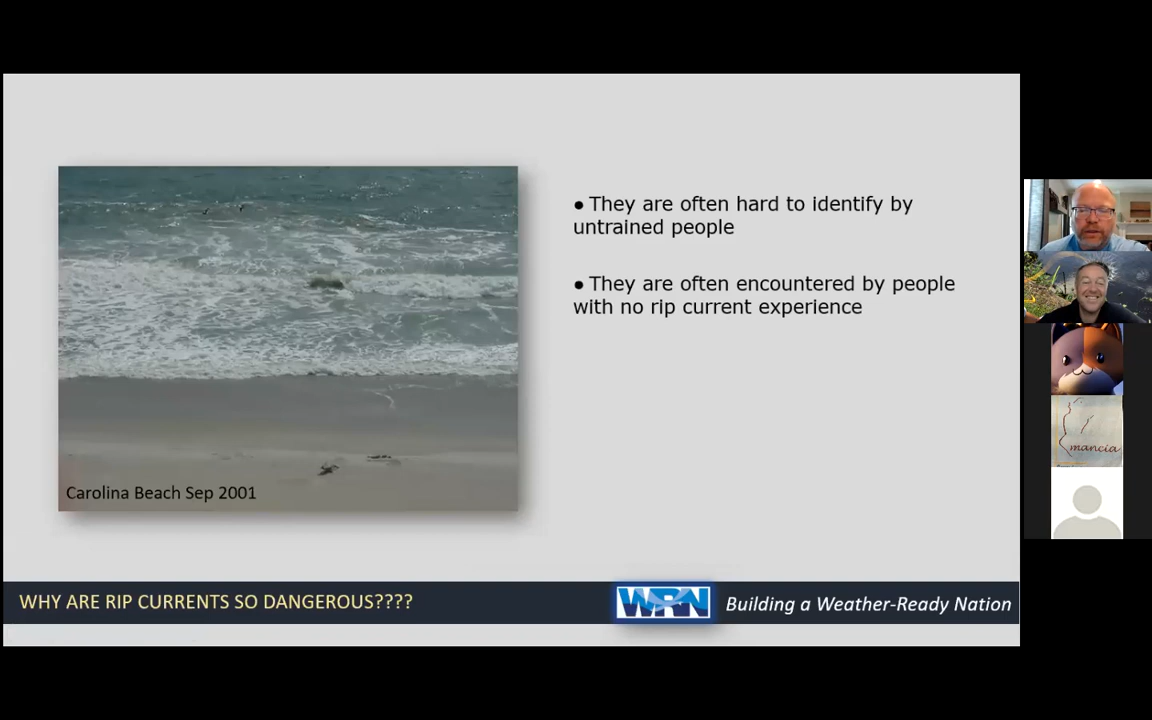 ● They are often hard to identify by
untrained people
● They are often encountered by people
with no rip current experience
Carolina Beach Sep 2001
WHY ARE RIP CURRENTS SO DANGEROUS????
WRN
Building a Weather-Ready Nation
mancia